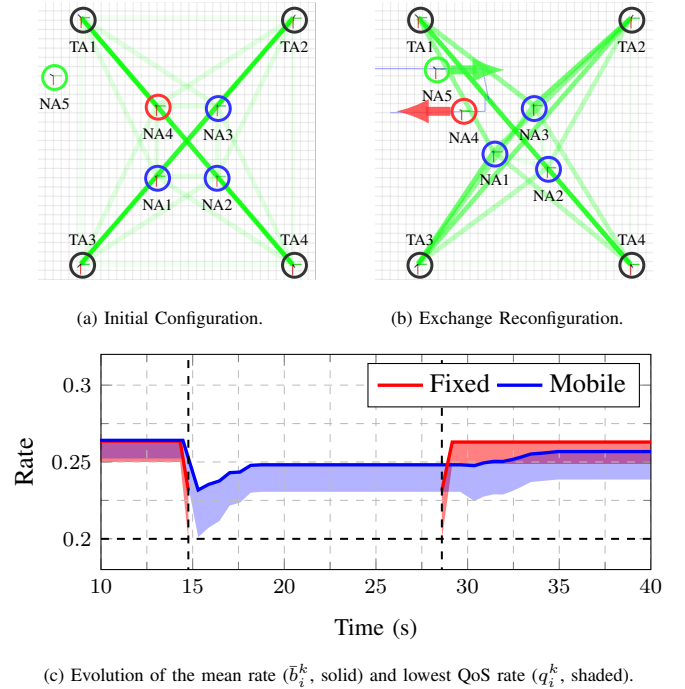 TA1 TA2
NA5 NA4 NA3
NA1 NA2
TA3 TA4
(a) Initial Configuration.
TA1 TA2
NA5
NA4 NA3
NA1
NA2
TA3 TA4
(b) Exchange Reconfiguration.
Fixed Mobile
Rate
0.3
0.25
0.2
10 15 20 25 30 35 40
Time (s)
(c) Evolution of the mean rate (b̄ᵢᵏ, solid) and lowest QoS rate (qᵢᵏ, shaded).